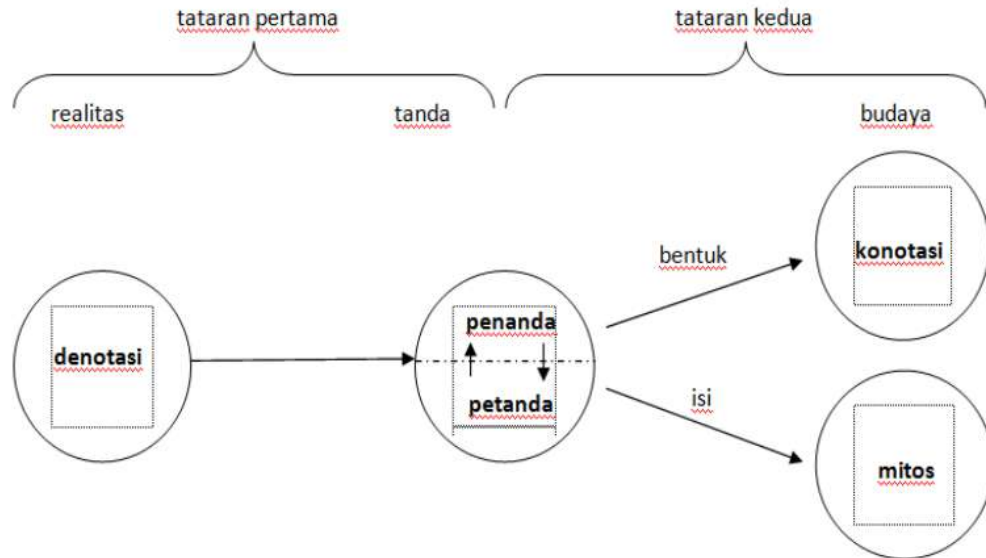 tataran pertama
tataran kedua
realitas
tanda
budaya
bentuk
konotasi
penanda
denotasi
petanda
isi
mitos